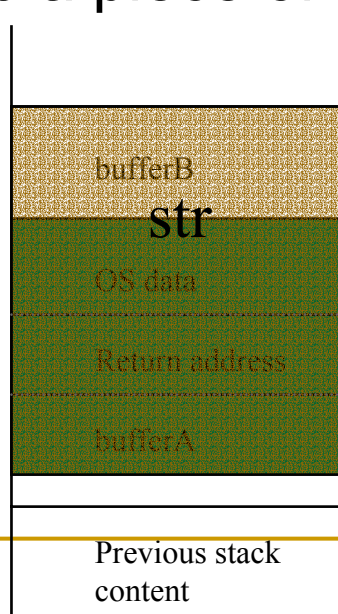 bufferB
str
OS data
Return address
bufferA
Previous stack
content